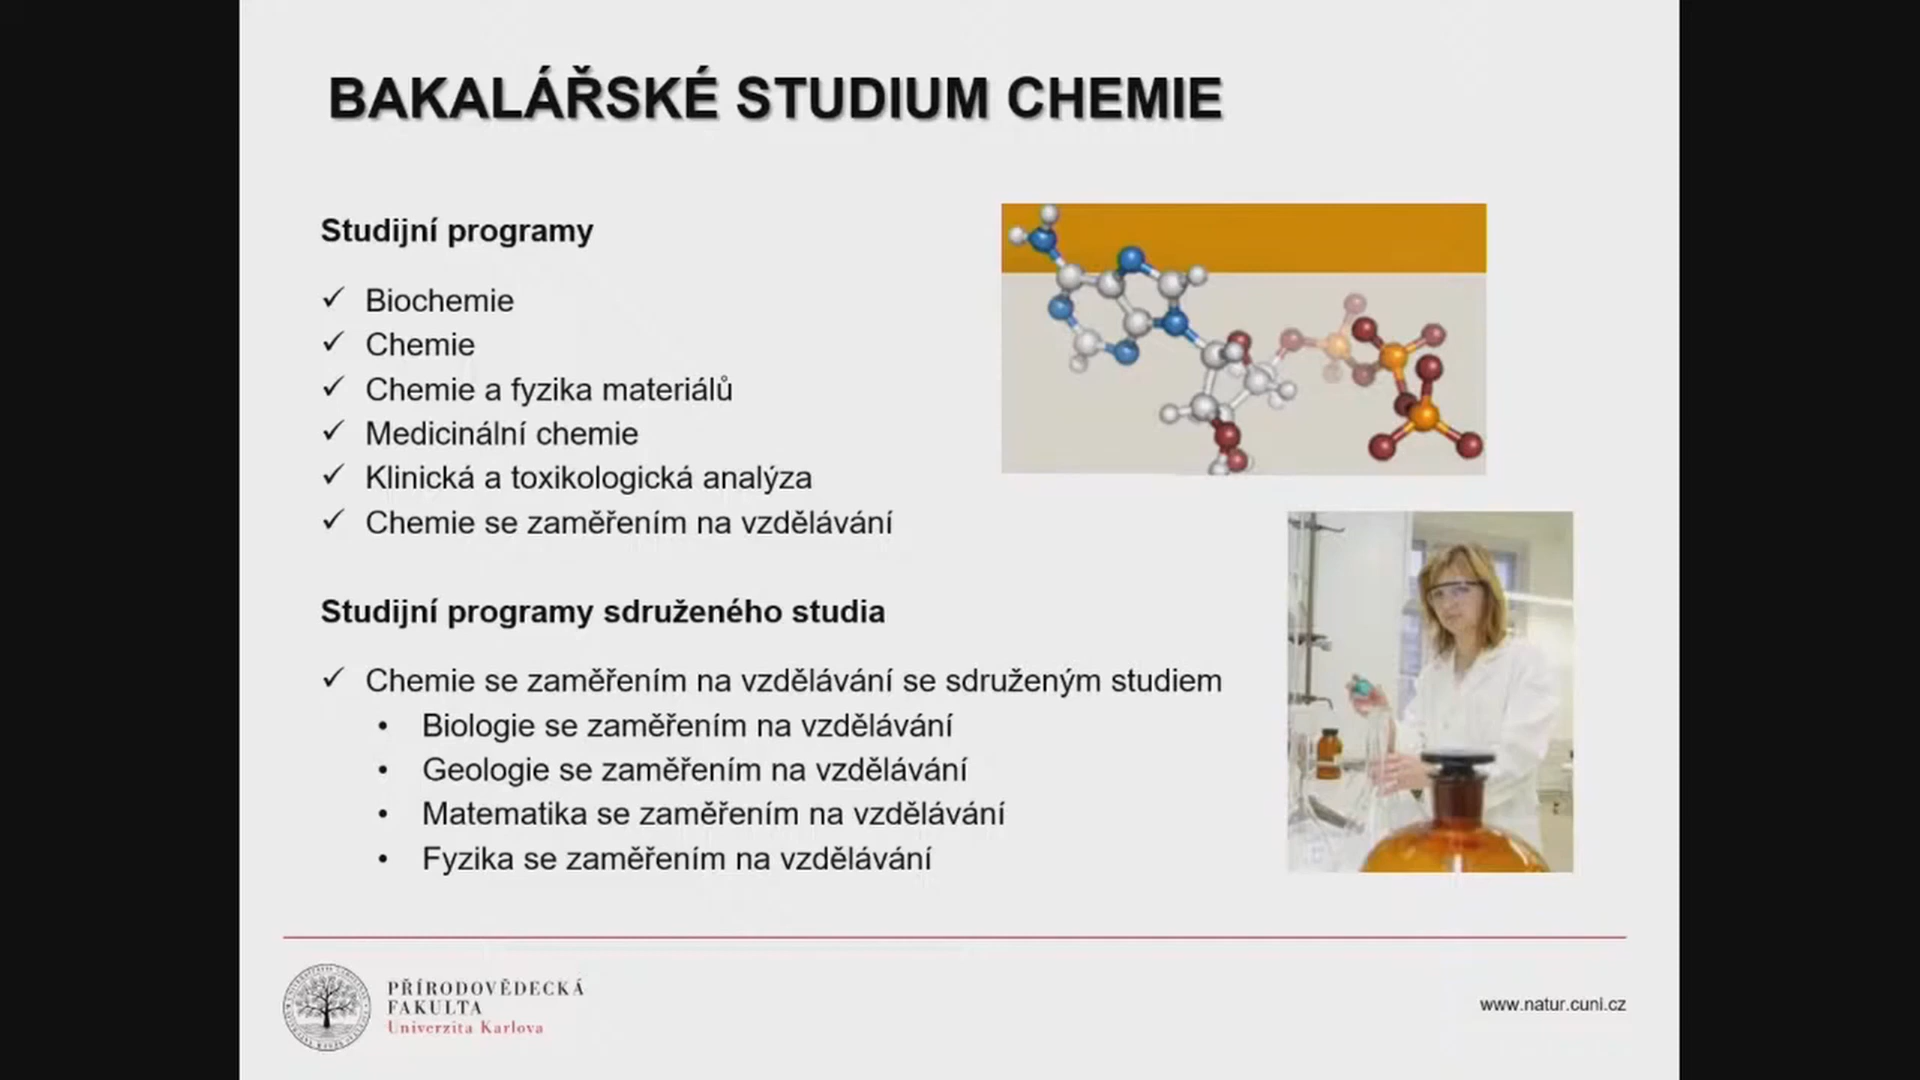 BAKALÁŘSKÉ STUDIUM CHEMIE
Studijní programy
✓ Biochemie
✓ Chemie
✓ Chemie a fyzika materiálů
✓ Medicinální chemie
✓ Klinická a toxikologická analýza
✓ Chemie se zaměřením na vzdělávání
Studijní programy sdruženého studia
✓ Chemie se zaměřením na vzdělávání se sdruženým studiem
• Biologie se zaměřením na vzdělávání
• Geologie se zaměřením na vzdělávání
• Matematika se zaměřením na vzdělávání
• Fyzika se zaměřením na vzdělávání
PŘÍRODOVĚDECKÁ
FAKULTA
Univerzita Karlova
www.natur.cuni.cz